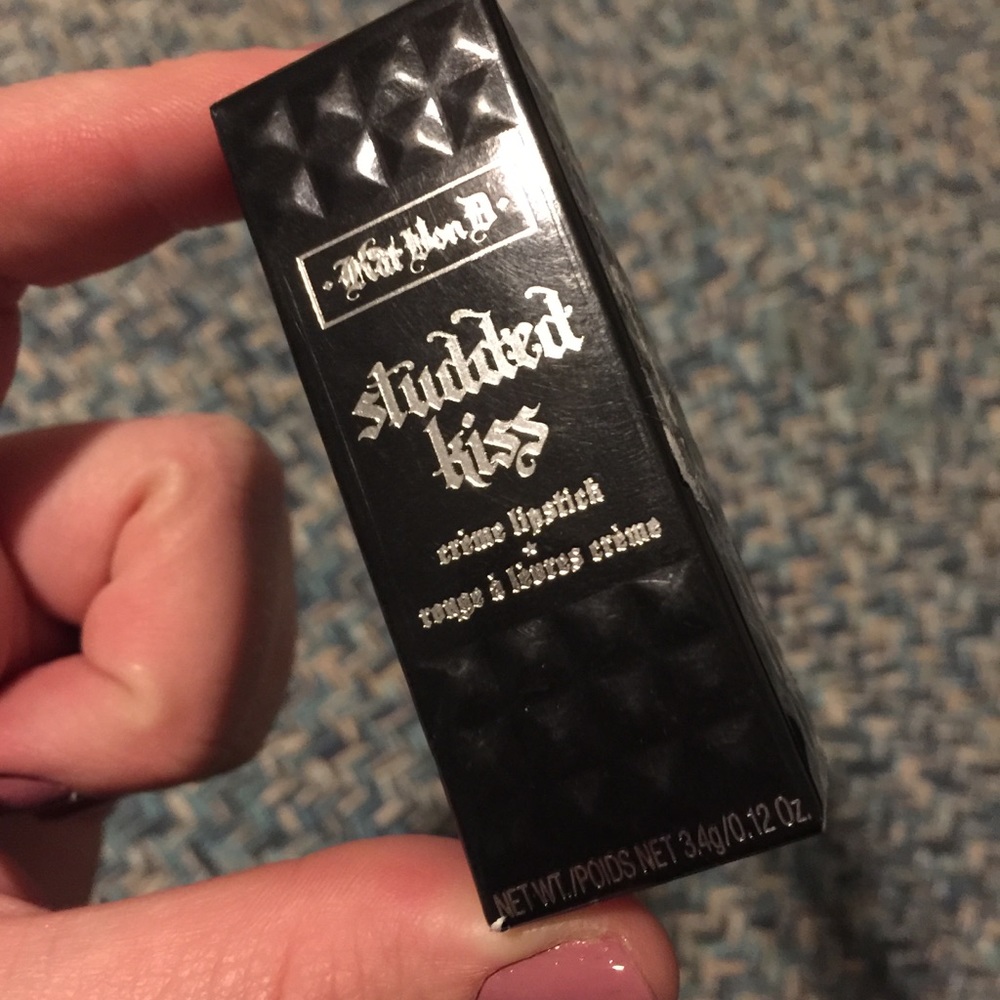 ·Kat Von D·
studded
kiss
crème lipstick
*
rouge à lèvres crème
NET WT./POIDS NET 3.4g/0.12 Oz.